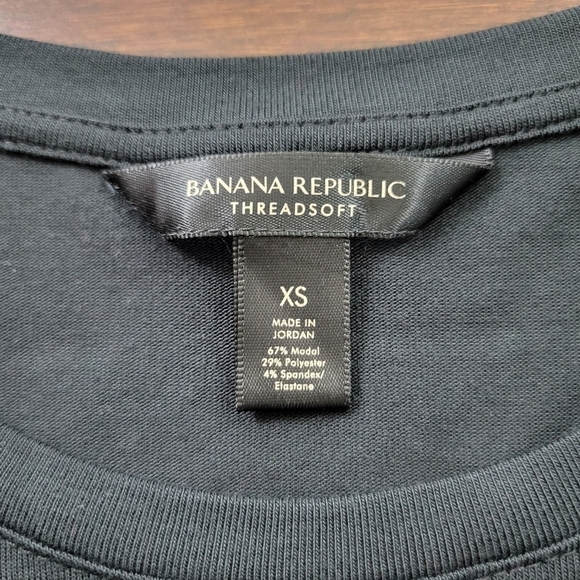 BANANA REPUBLIC
THREADSOFT
XS
MADE IN
JORDAN
67% Modal
29% Polyester
4% Spandex/
Elastane